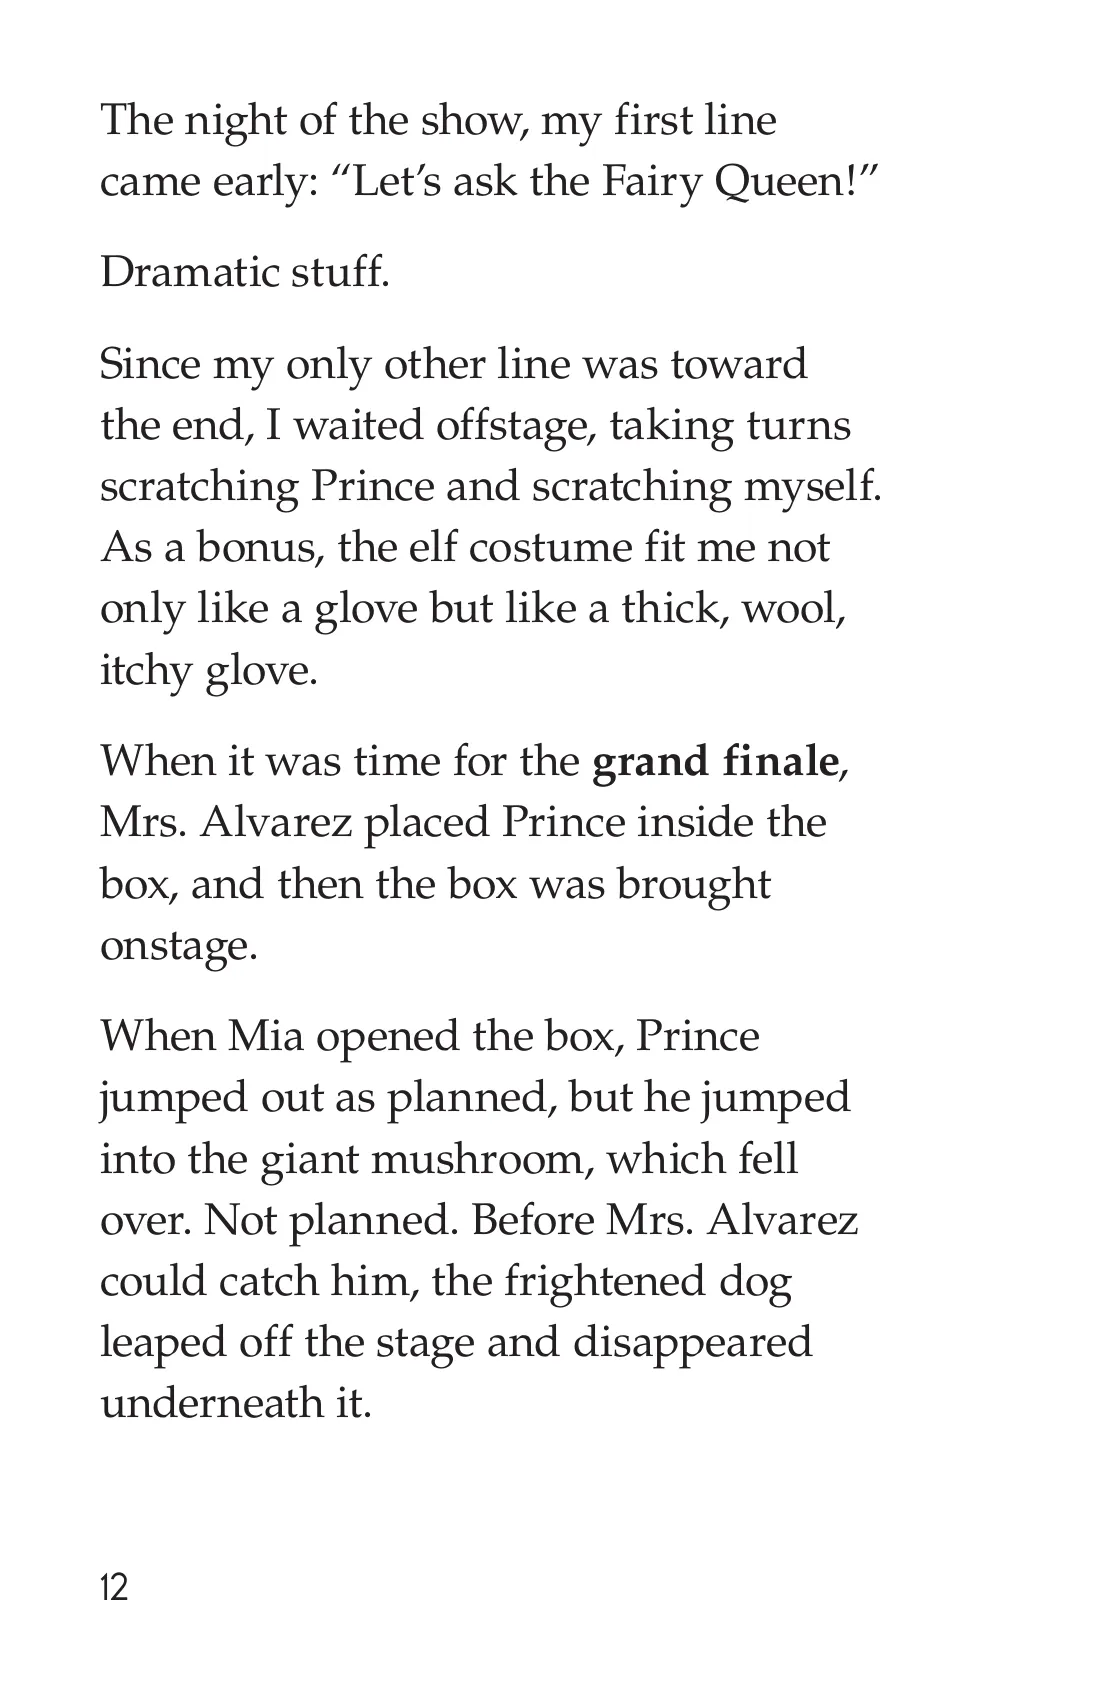 The night of the show, my first line
came early: “Let’s ask the Fairy Queen!”
Dramatic stuff.
Since my only other line was toward
the end, I waited offstage, taking turns
scratching Prince and scratching myself.
As a bonus, the elf costume fit me not
only like a glove but like a thick, wool,
itchy glove.
When it was time for the grand finale,
Mrs. Alvarez placed Prince inside the
box, and then the box was brought
onstage.
When Mia opened the box, Prince
jumped out as planned, but he jumped
into the giant mushroom, which fell
over. Not planned. Before Mrs. Alvarez
could catch him, the frightened dog
leaped off the stage and disappeared
underneath it.
12